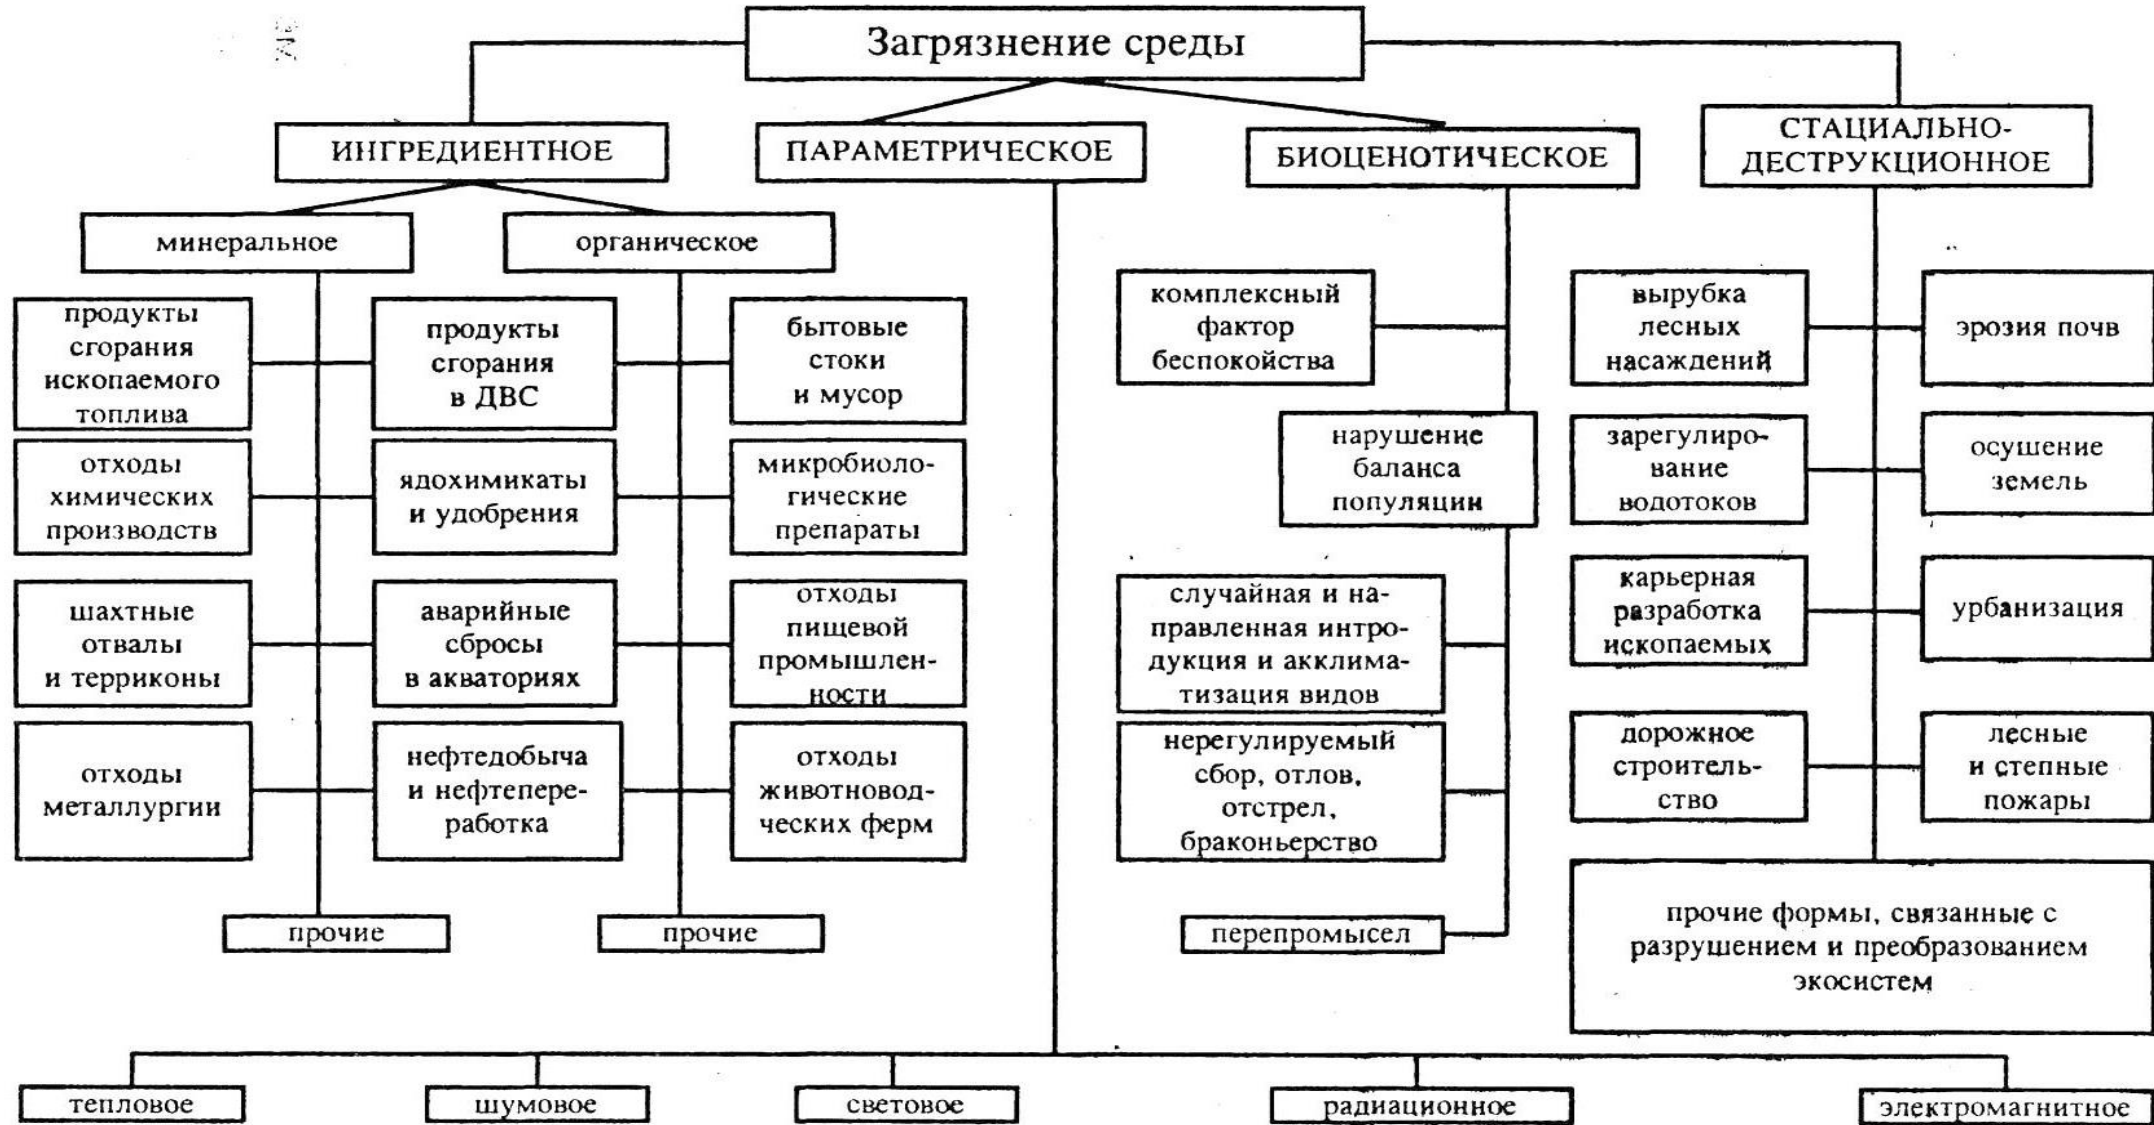 Загрязнение среды
ИНГРЕДИЕНТНОЕ
ПАРАМЕТРИЧЕСКОЕ
БИОЦЕНОТИЧЕСКОЕ
СТАЦИАЛЬНО-
ДЕСТРУКЦИОННОЕ
минеральное
органическое
продукты
сгорания
ископаемого
топлива
продукты
сгорания
в ДВС
бытовые
стоки
и мусор
отходы
химических
производств
ядохимикаты
и удобрения
микробиоло-
гические
препараты
шахтные
отвалы
и терриконы
аварийные
сбросы
в акваториях
отходы
пищевой
промышлен-
ности
отходы
металлургии
нефтедобыча
и нефтепере-
работка
отходы
животновод-
ческих ферм
прочие
прочие
комплексный
фактор
беспокойства
нарушение
баланса
популяции
случайная и на-
правленная интро-
дукция и акклима-
тизация видов
нерегулируемый
сбор, отлов,
отстрел,
браконьерство
перепромысел
вырубка
лесных
насаждений
эрозия почв
зарегулиро-
вание
водотоков
осушение
земель
карьерная
разработка
ископаемых
урбанизация
дорожное
строитель-
ство
лесные
и степные
пожары
прочие формы, связанные с
разрушением и преобразованием
экосистем
тепловое
шумовое
световое
радиационное
электромагнитное